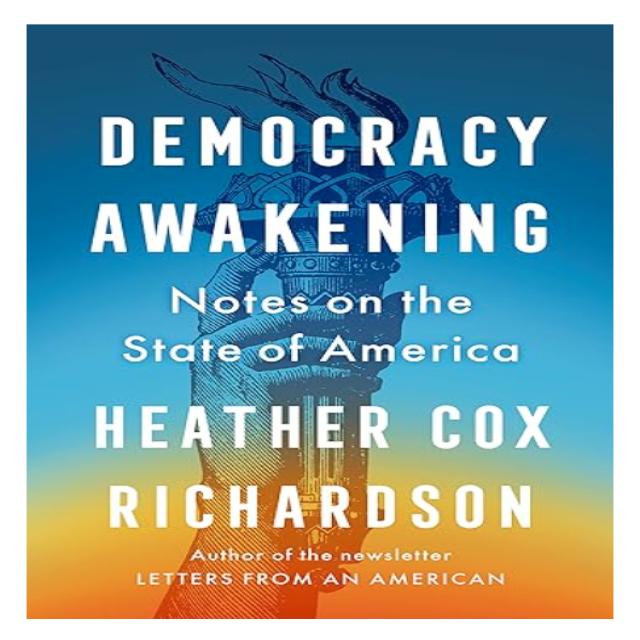 DEMOCRACY
AWAKENING
Notes on the
State of America
HEATHER COX
RICHARDSON
Author of the newsletter
LETTERS FROM AN AMERICAN